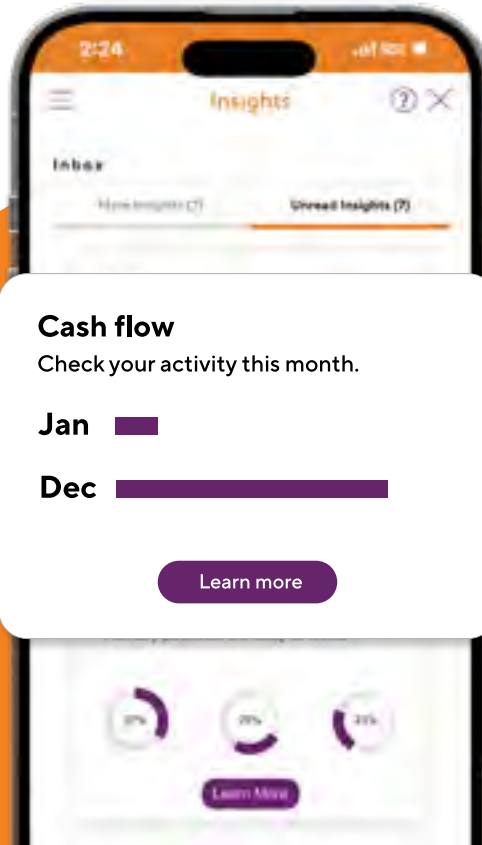 2:24
Insights
Inbox
Unread Insights (7)
Cash flow
Check your activity this month.
Jan
Dec
Learn more
Learn More